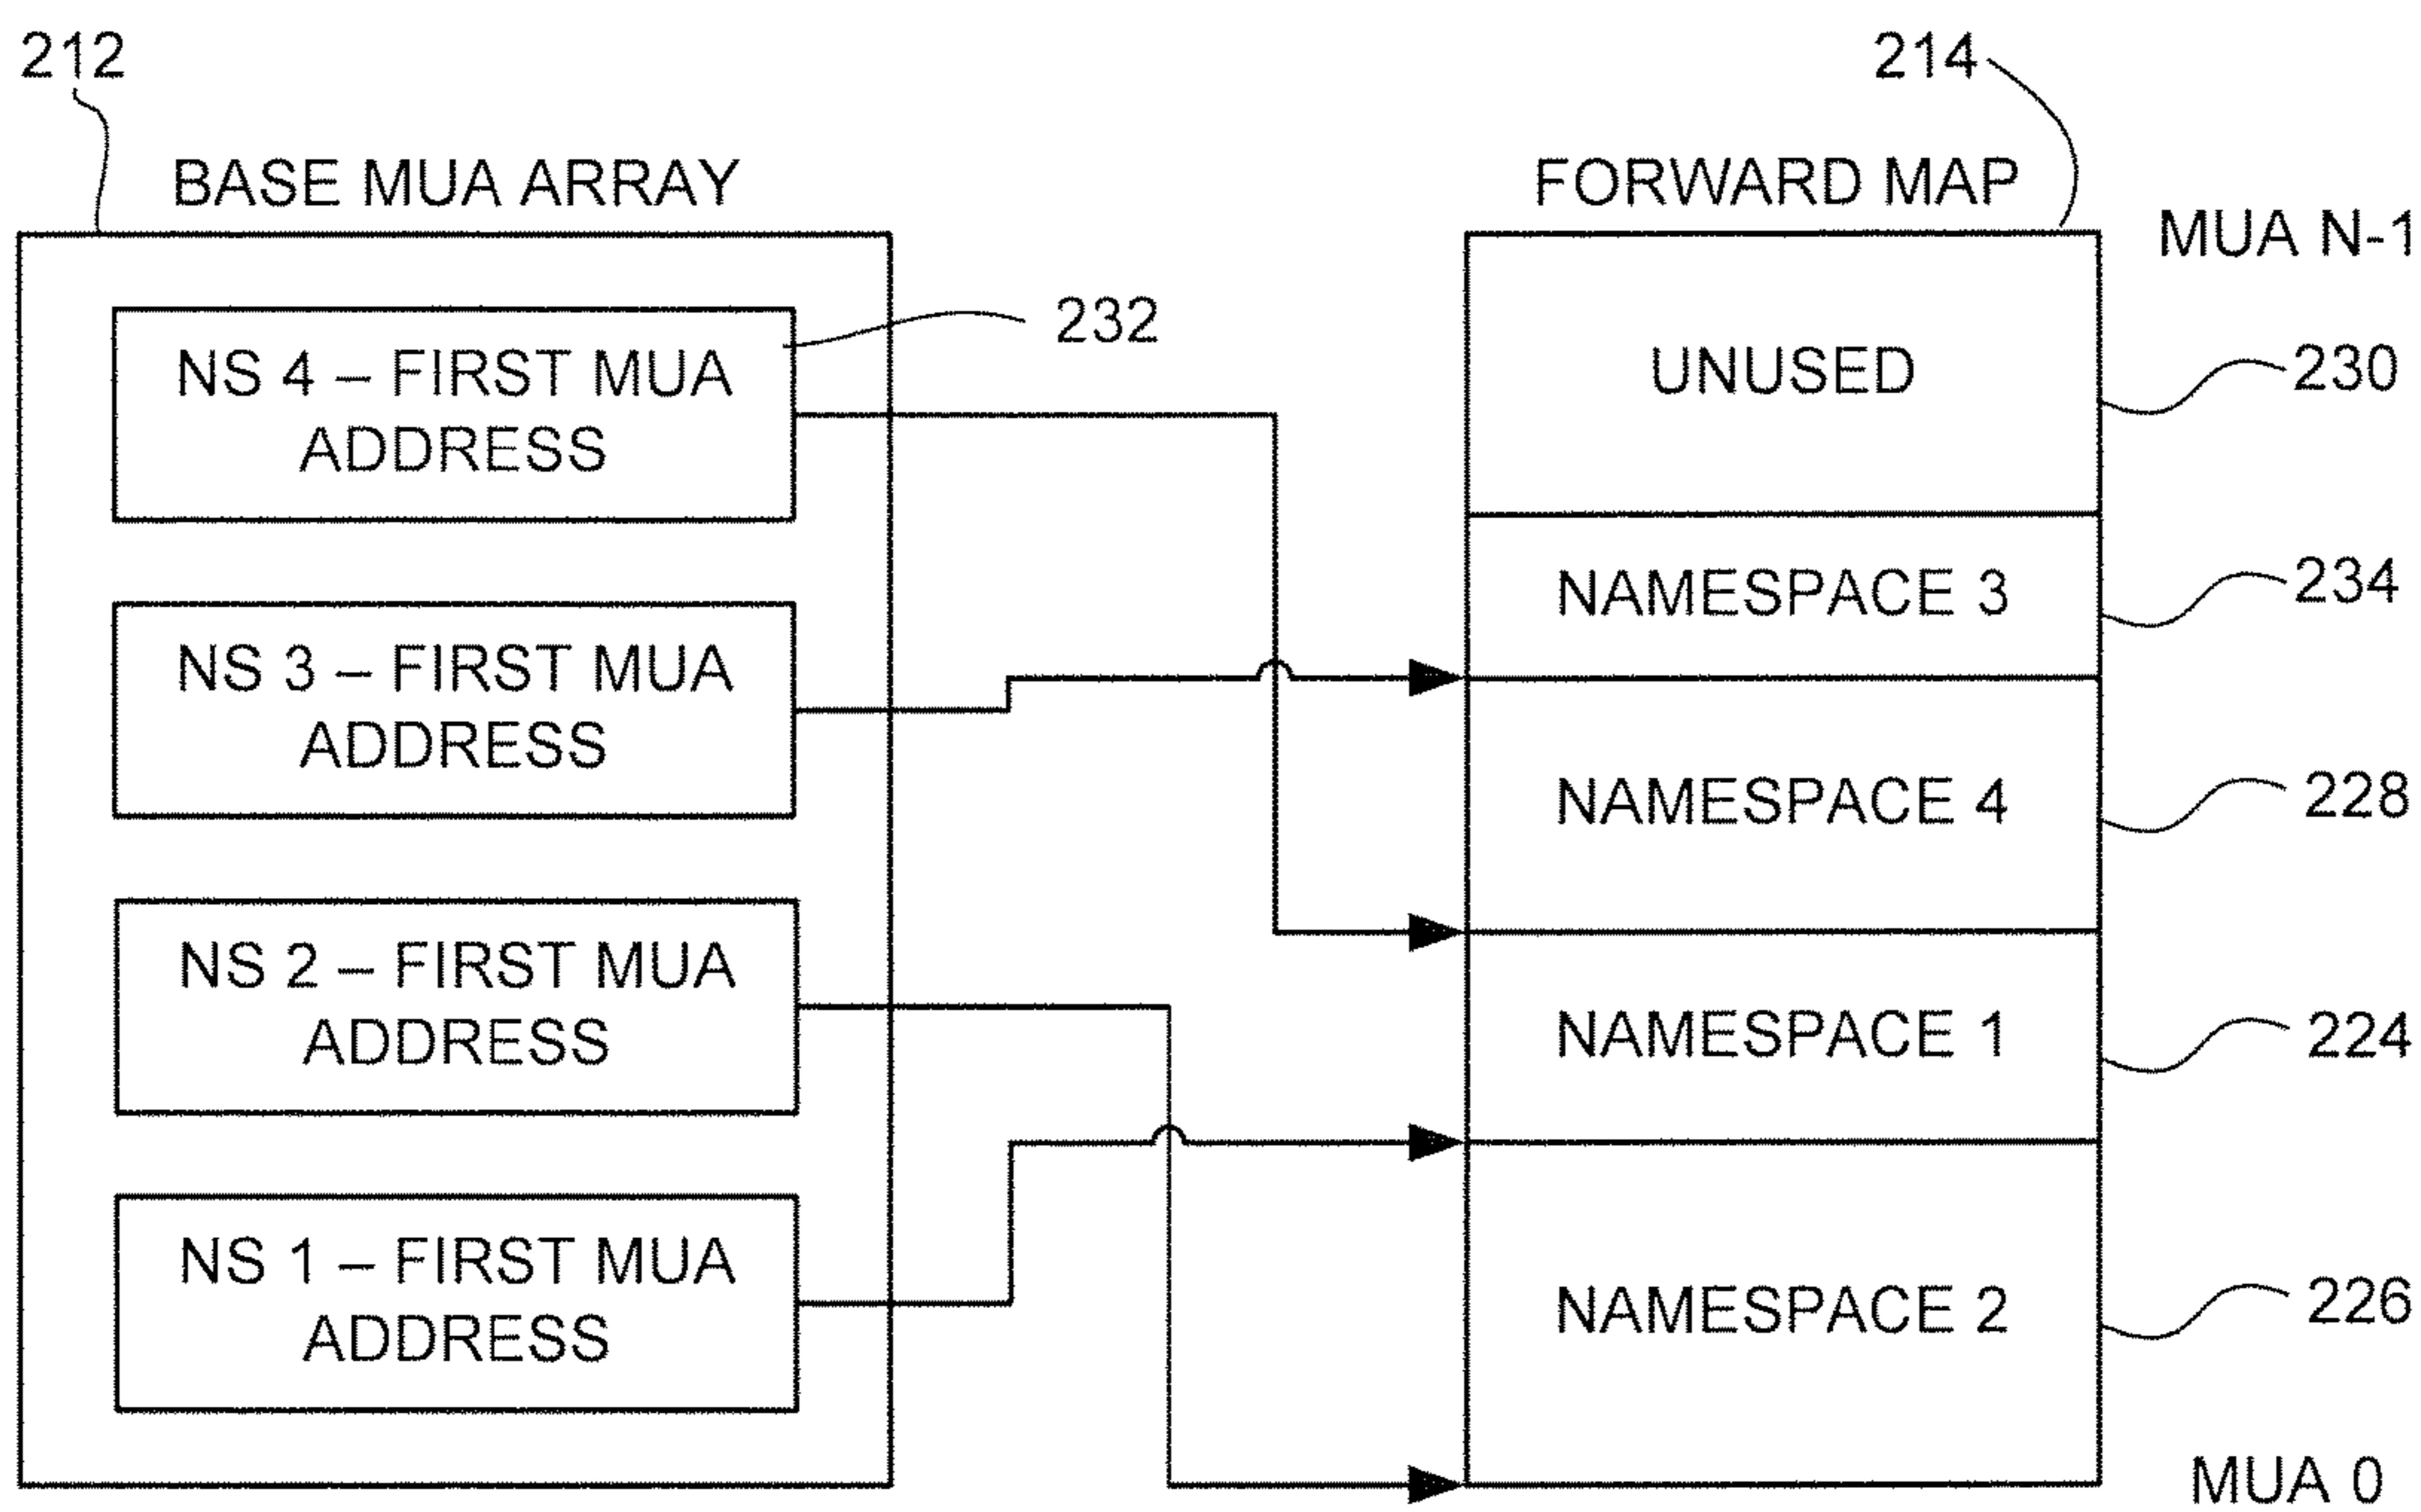 212
214
BASE MUA ARRAY
FORWARD MAP
MUA N-1
NS 4 – FIRST MUA
ADDRESS
232
UNUSED
230
NS 3 – FIRST MUA
ADDRESS
NAMESPACE 3
234
NAMESPACE 4
228
NS 2 – FIRST MUA
ADDRESS
NAMESPACE 1
224
NS 1 – FIRST MUA
ADDRESS
NAMESPACE 2
226
MUA 0